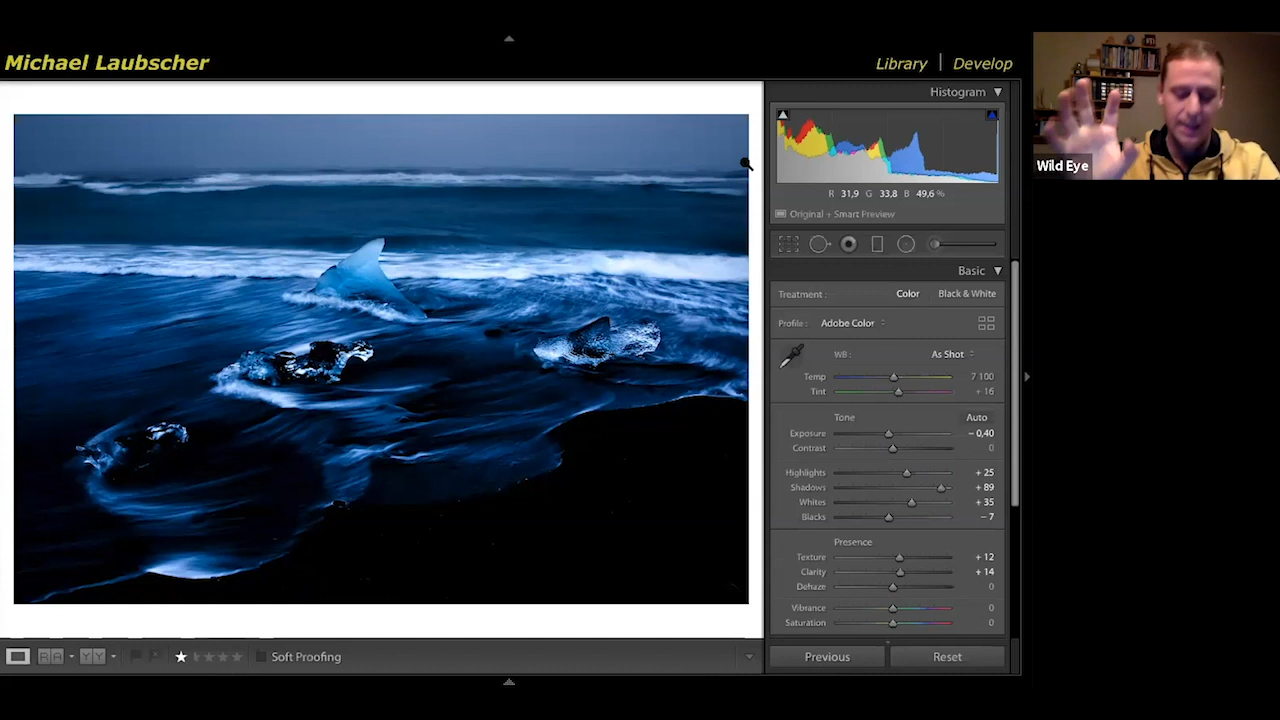 Michael Laubscher
Library | Develop
Histogram
R 31,9 G 33,8 B 49,6 %
Original + Smart Preview
Wild Eye
Basic
Treatment : Color Black & White
Profile : Adobe Color
WB : As Shot
Temp 7 100
Tint + 16
Tone Auto
Exposure − 0,40
Contrast 0
Highlights + 25
Shadows + 89
Whites + 35
Blacks − 7
Presence
Texture + 12
Clarity + 14
Dehaze 0
Vibrance 0
Saturation 0
R A Y Y Soft Proofing Previous Reset